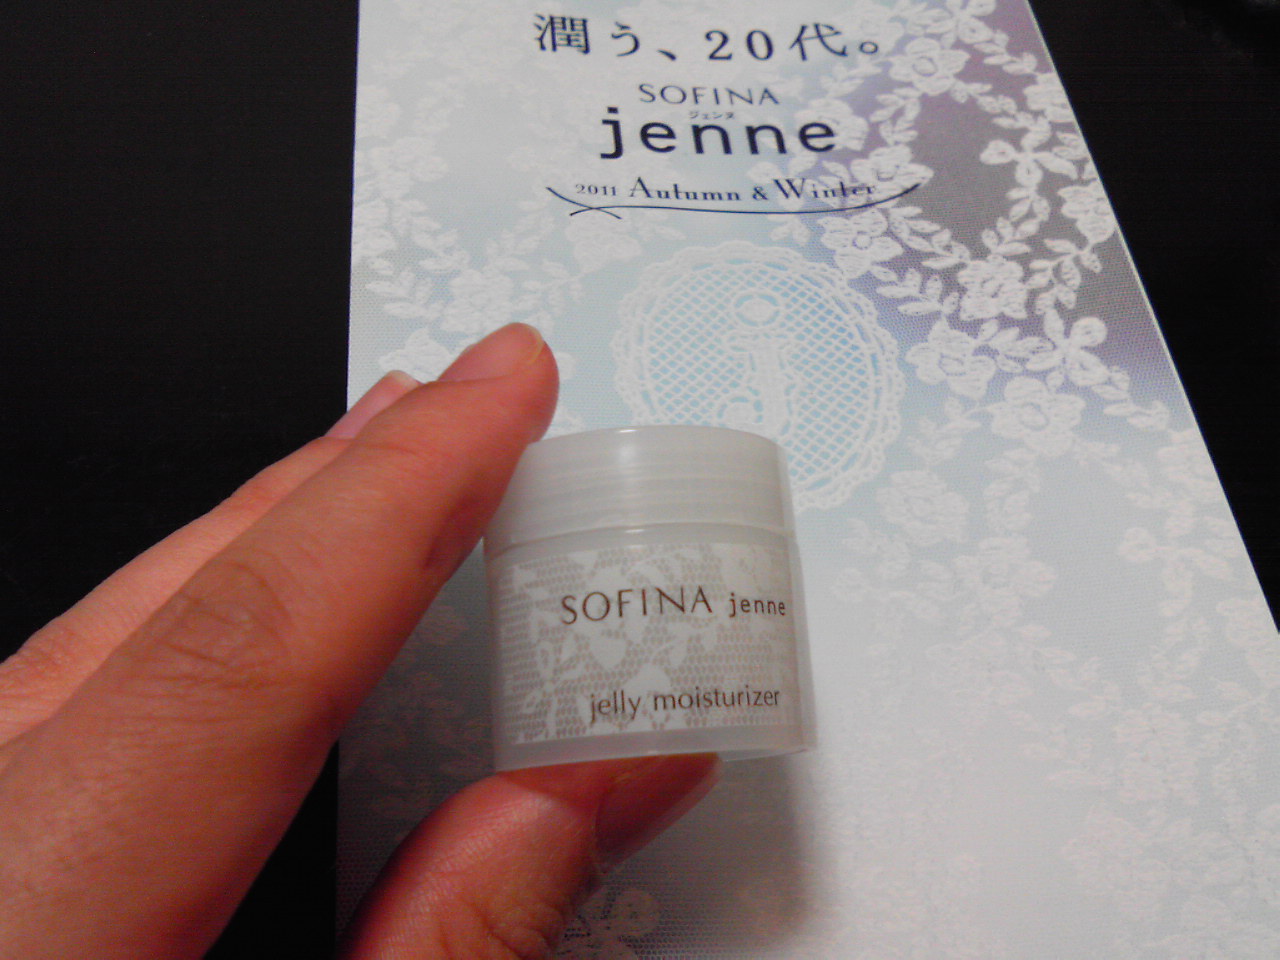 潤う、20代。
SOFINA
ジェンヌ
jenne
2011 Autumn & Winter
SOFINA jenne
jelly moisturizer